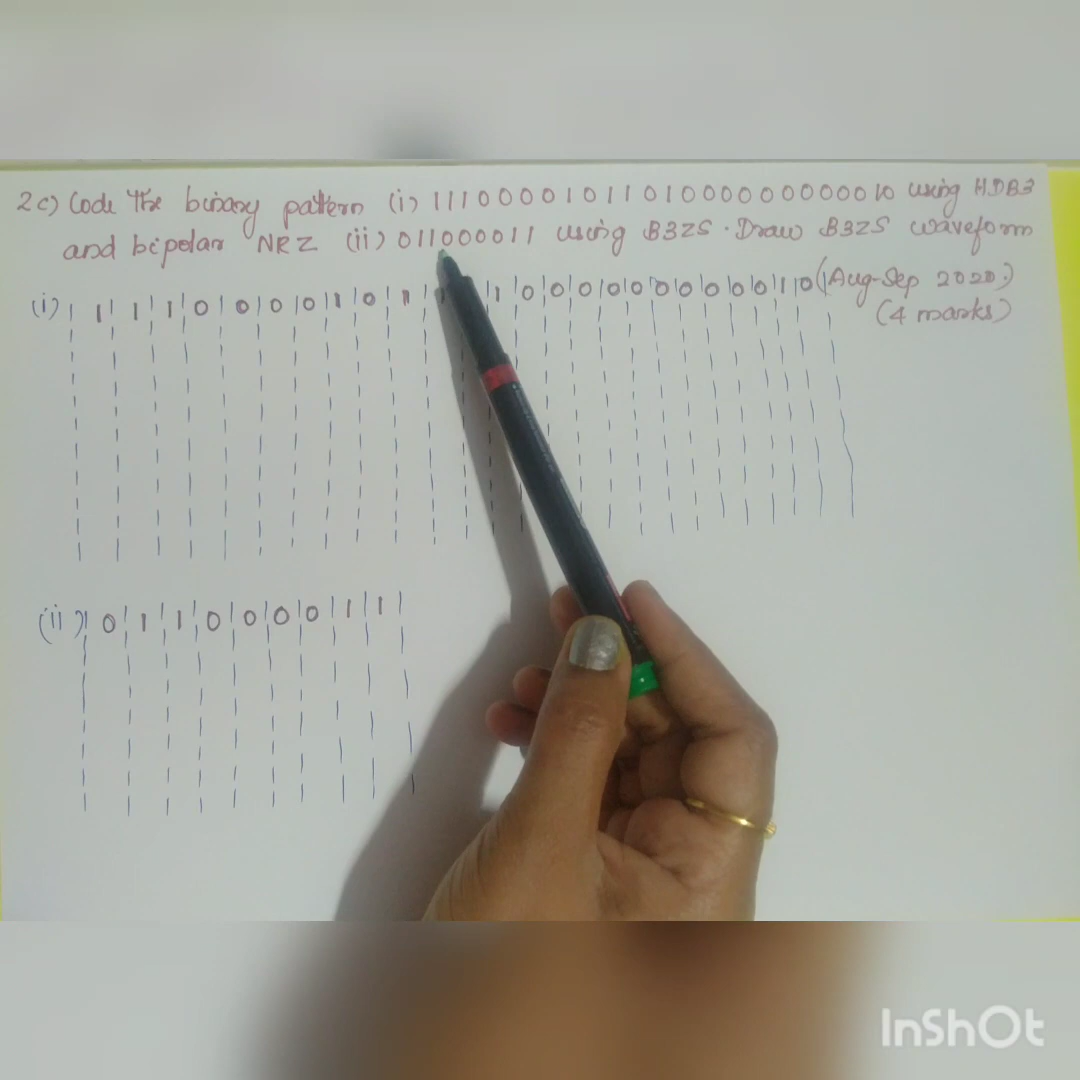 2c) Code The binary pattern (i) 1110000101101000000000010 using HDB3
and bipolar NRZ (ii) 011000011 using B3ZS. Draw B3ZS waveform
(Aug-Sep 2020)
(i) 1 1 1 0 0 0 0 1 0 1 1 0 0 0 0 0 0 0 0 0 0 1 0
(4 marks)
(ii) 0 1 1 0 0 0 0 1 1
InShOt